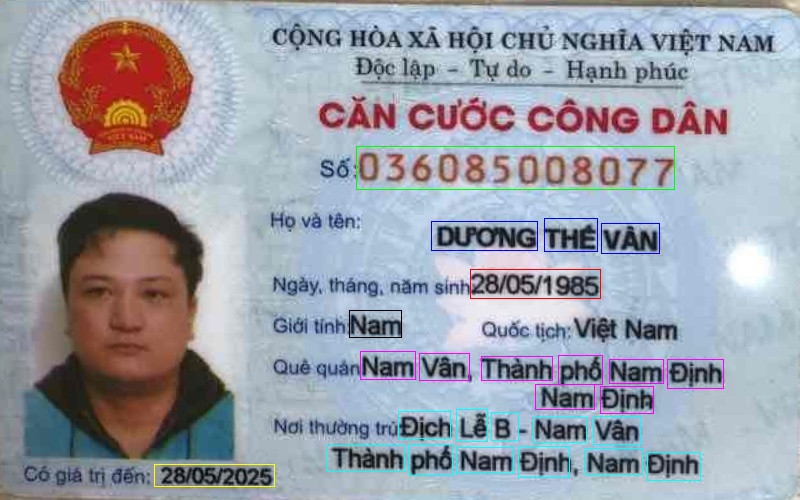 CỘNG HÒA XÃ HỘI CHỦ NGHĨA VIỆT NAM
Độc lập - Tự do - Hạnh phúc
CĂN CƯỚC CÔNG DÂN
Số: 036085008077
Họ và tên:
DƯƠNG THẾ VÂN
Ngày, tháng, năm sinh 28/05/1985
Giới tính: Nam Quốc tịch: Việt Nam
Quê quán Nam Vân, Thành phố Nam Định
Nam Định
Nơi thường trú Địch Lễ B - Nam Vân
Thành phố Nam Định, Nam Định
Có giá trị đến: 28/05/2025